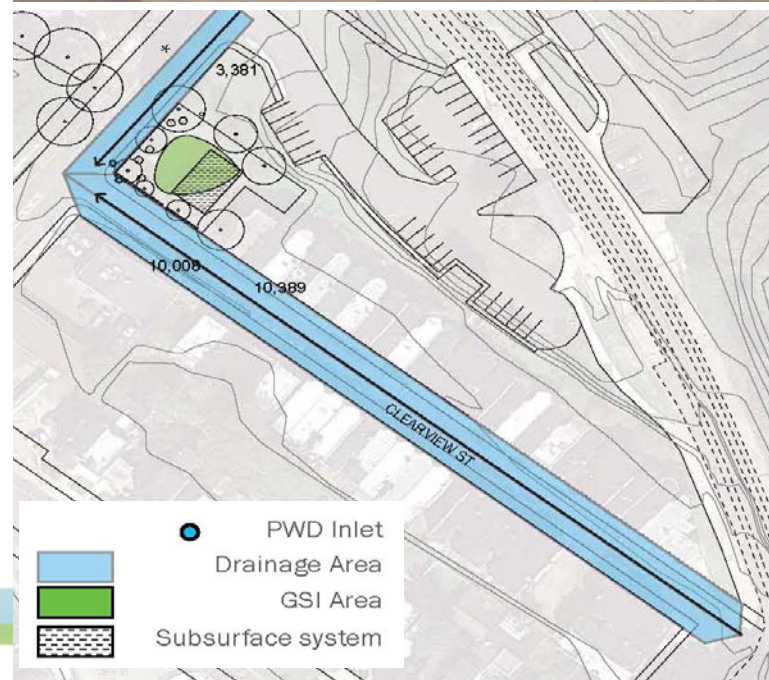 3,381
10,008
10,389
CLEARVIEW ST
PWD Inlet
Drainage Area
GSI Area
Subsurface system